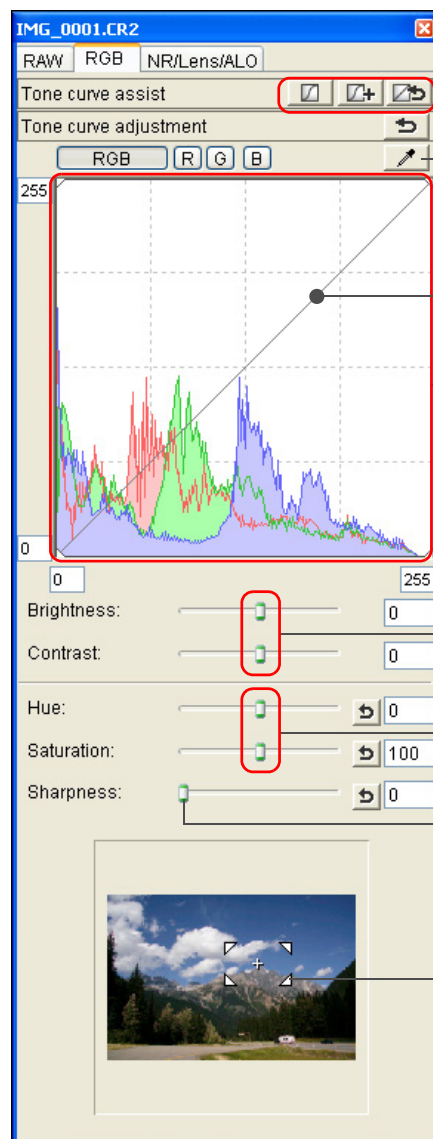 IMG_0001.CR2
RAW RGB NR/Lens/ALO
Tone curve assist
Tone curve adjustment
RGB R G B
255
0
0 255
Brightness: 0
Contrast: 0
Hue: 0
Saturation: 100
Sharpness: 0